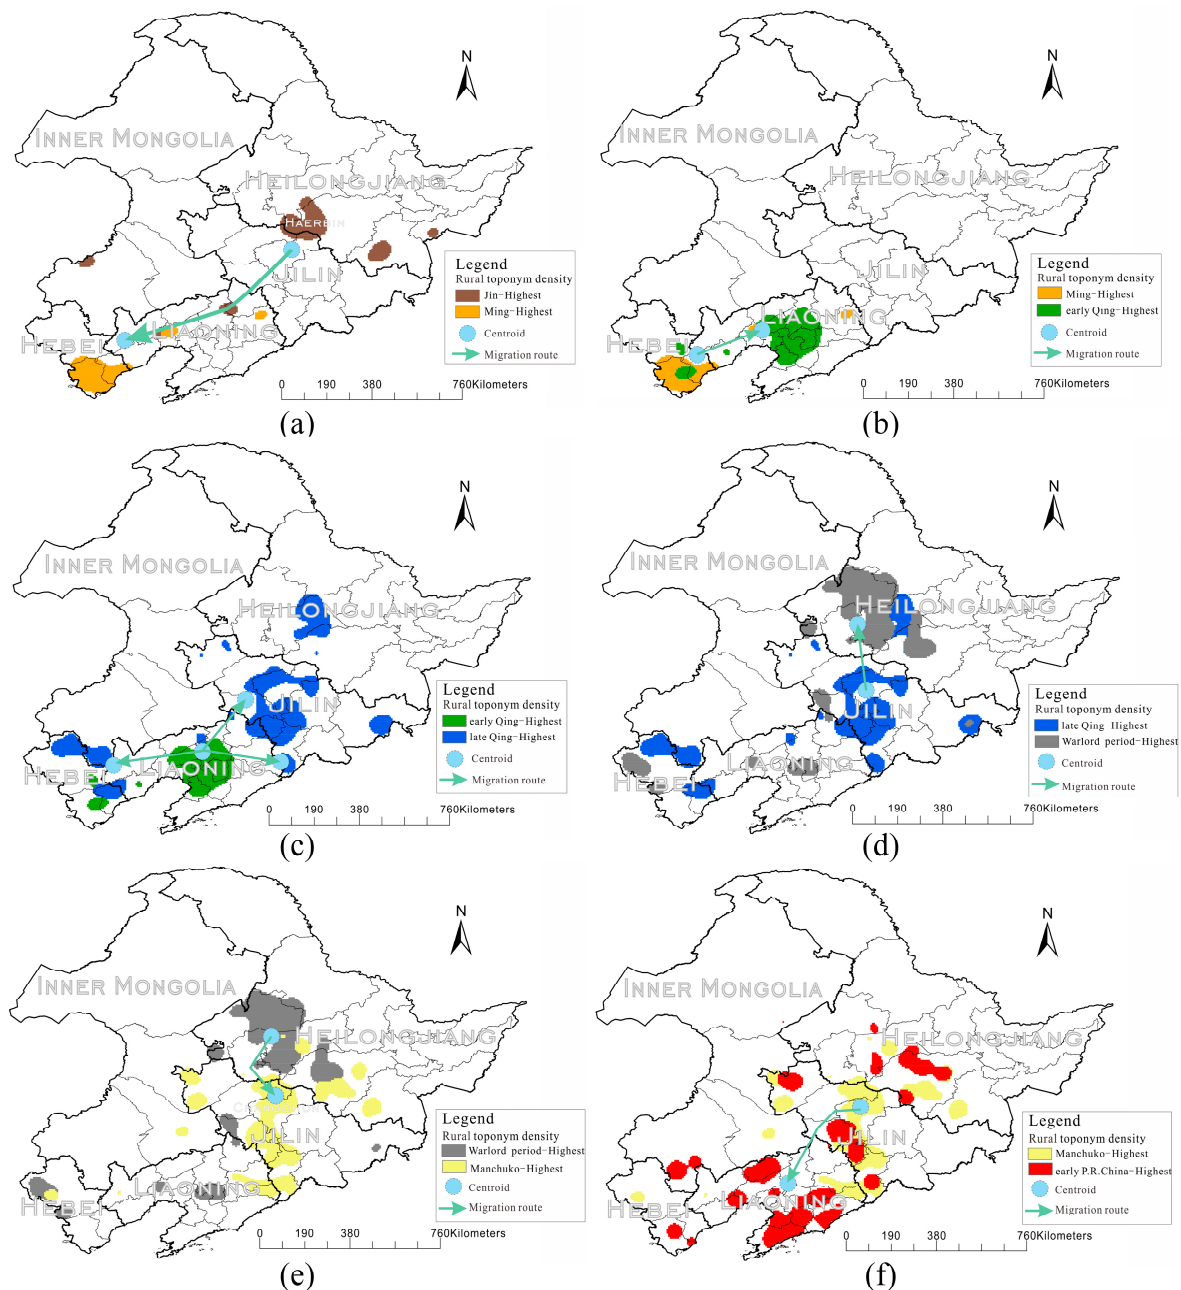 N
INNER MONGOLIA
HEILONGJIANG
HAERBIN
JILIN
LIAONING
HEBEI
Legend
Rural toponym density
Jin-Highest
Ming-Highest
Centroid
Migration route
0 190 380 760Kilometers
(a)
N
INNER MONGOLIA
HEILONGJIANG
JILIN
LIAONING
HEBEI
Legend
Rural toponym density
Ming-Highest
early Qing-Highest
Centroid
Migration route
0 190 380 760Kilometers
(b)
N
INNER MONGOLIA
HEILONGJIANG
JILIN
LIAONING
HEBEI
Legend
Rural toponym density
early Qing-Highest
late Qing-Highest
Centroid
Migration route
0 190 380 760Kilometers
(c)
N
INNER MONGOLIA
HEILONGJIANG
JILIN
LIAONING
HEBEI
Legend
Rural toponym density
late Qing Highest
Warlord period-Highest
Centroid
Migration route
0 190 380 760Kilometers
(d)
N
INNER MONGOLIA
HEILONGJIANG
JILIN
LIAONING
HEBEI
Legend
Rural toponym density
Warlord period-Highest
Manchuko-Highest
Centroid
Migration route
0 190 380 760Kilometers
(e)
N
INNER MONGOLIA
HEILONGJIANG
JILIN
LIAONING
HEBEI
Legend
Rural toponym density
Manchuko-Highest
early P.R.China-Highest
Centroid
Migration route
0 190 380 760Kilometers
(f)